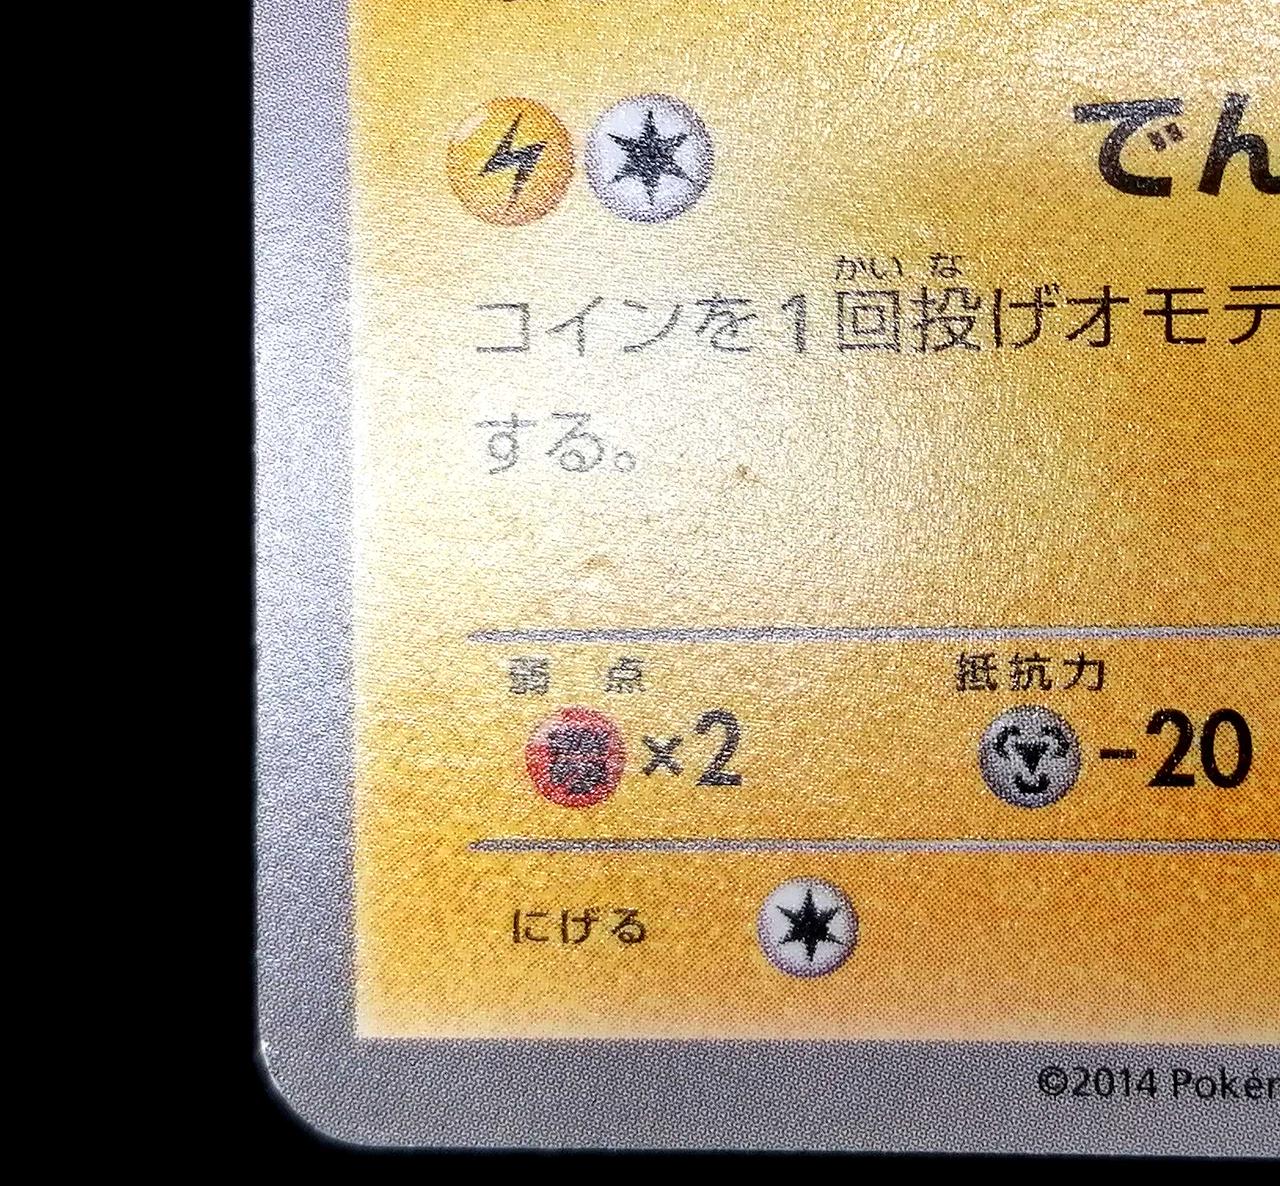 でん
かい な
コインを1回投げオモテ
する。
弱点 抵抗力
×2 -20
にげる
©2014 Pokém